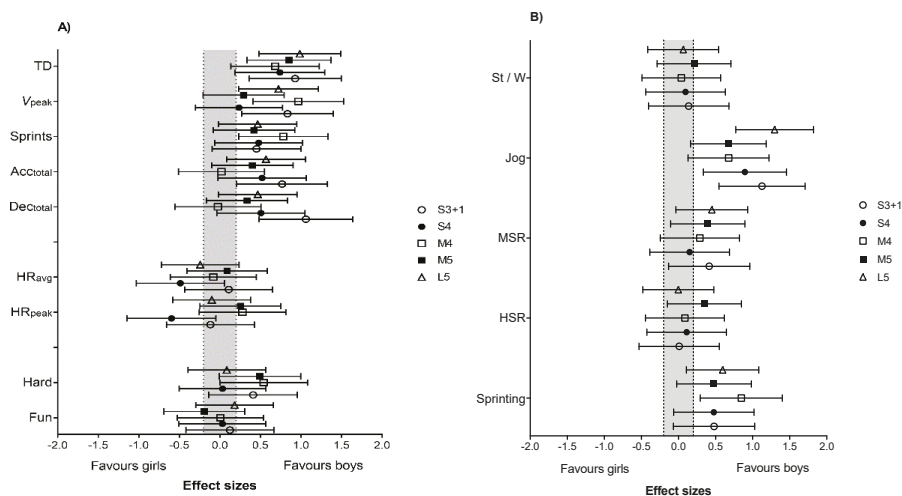 A)
TD
Vpeak
Sprints
Acctotal
Dectotal
HRavg
HRpeak
Hard
Fun
S3+1
S4
M4
M5
L5
-2.0 -1.5 -1.0 -0.5 0.0 0.5 1.0 1.5 2.0
Favours girls Favours boys
Effect sizes
B)
St / W
Jog
MSR
HSR
Sprinting
S3+1
S4
M4
M5
L5
-2.0 -1.5 -1.0 -0.5 0.0 0.5 1.0 1.5 2.0
Favours girls Favours boys
Effect sizes